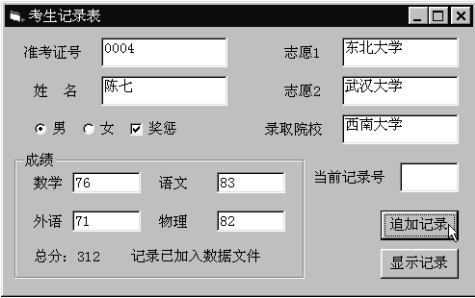 考生记录表
准考证号 0004 志愿1 东北大学
姓 名 陈七 志愿2 武汉大学
男 女 奖惩 录取院校 西南大学
成绩
数学 76 语文 83 当前记录号
外语 71 物理 82 追加记录
总分: 312 记录已加入数据文件 显示记录